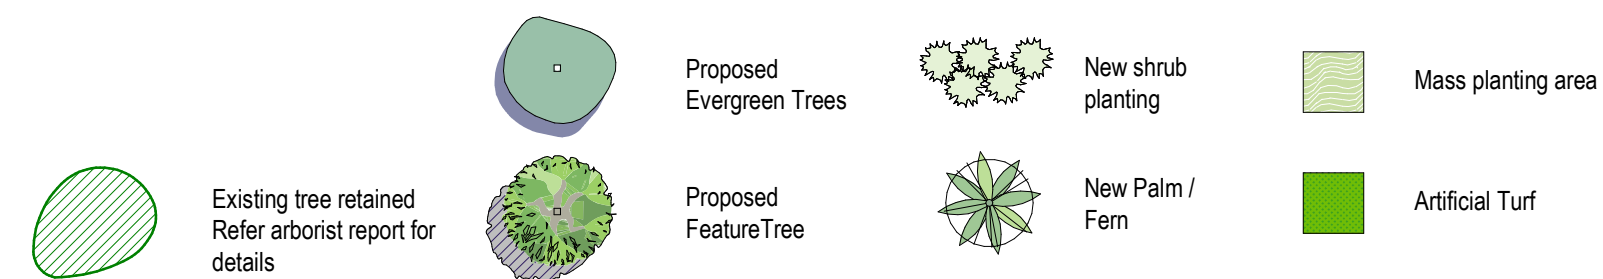 Existing tree retained
Refer arborist report for
details
Proposed
Evergreen Trees
Proposed
FeatureTree
New shrub
planting
New Palm /
Fern
Mass planting area
Artificial Turf